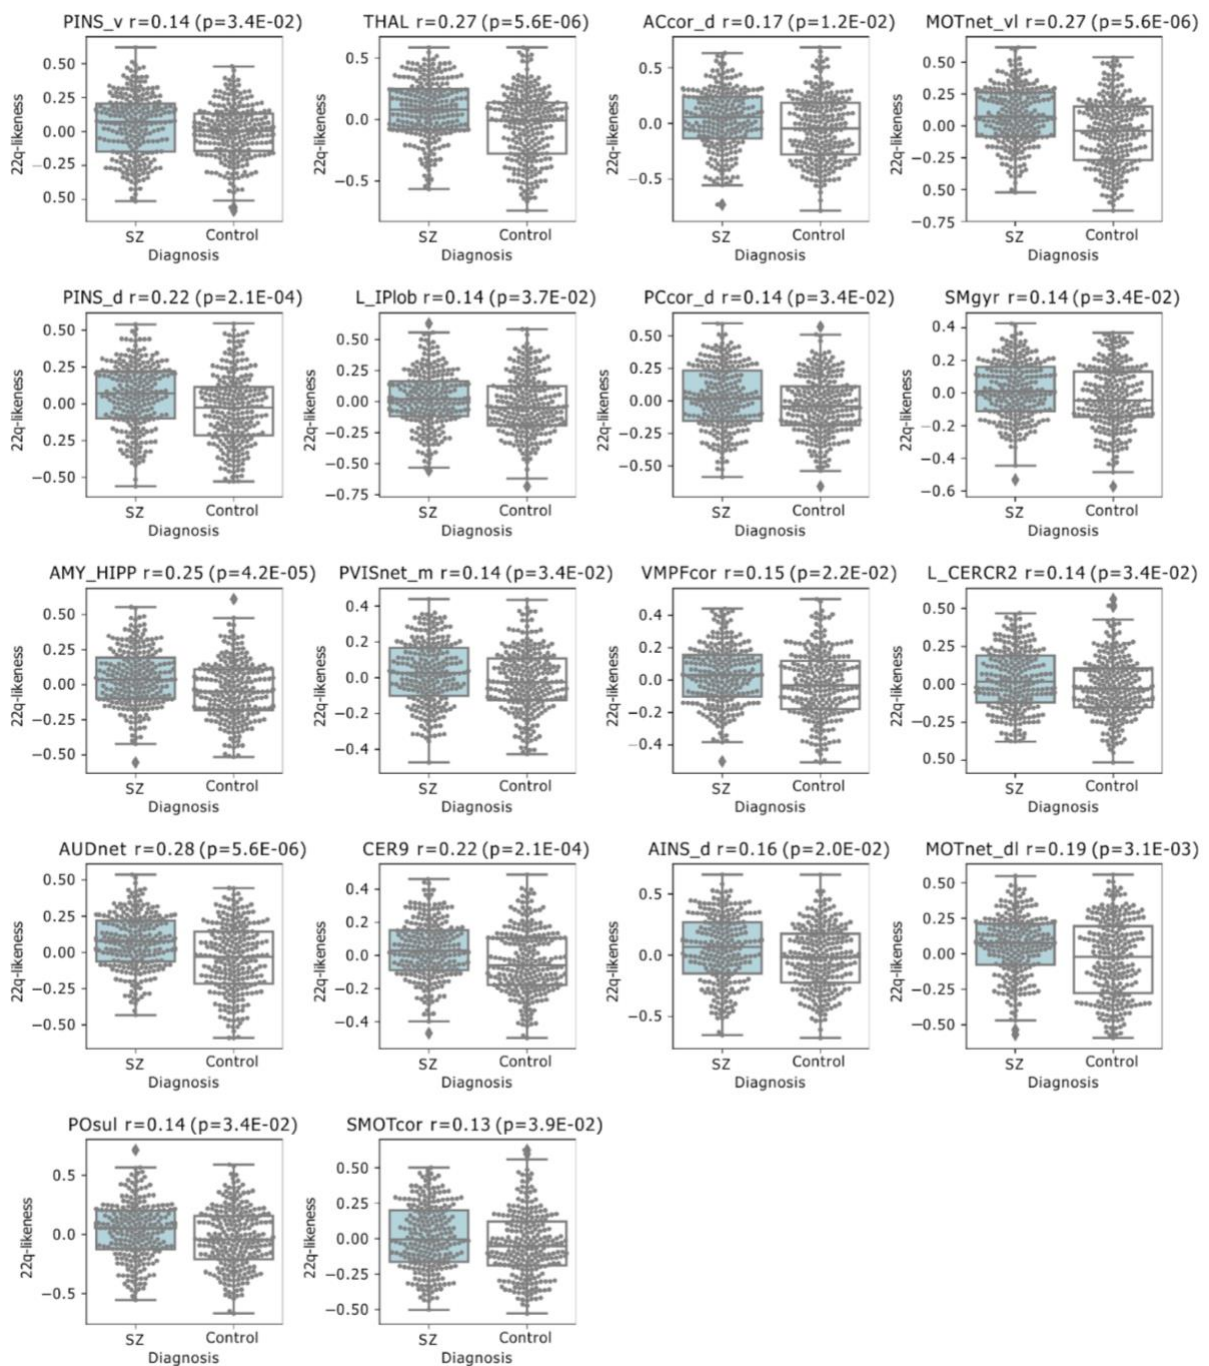 PINS_v r=0.14 (p=3.4E-02)
THAL r=0.27 (p=5.6E-06)
ACcor_d r=0.17 (p=1.2E-02)
MOTnet_vl r=0.27 (p=5.6E-06)
22q-likeness
0.50
0.25
0.00
−0.25
0.50
SZ
Control
Diagnosis
22q-likeness
0.5
0.0
−0.5
SZ
Control
Diagnosis
22q-likeness
0.5
0.0
−0.5
SZ
Control
Diagnosis
22q-likeness
0.50
0.25
0.00
0.25
0.50
−0.75
SZ
Control
Diagnosis
PINS_d r=0.22 (p=2.1E-04)
L_IPlob r=0.14 (p=3.7E-02)
PCcor_d r=0.14 (p=3.4E-02)
SMgyr r=0.14 (p=3.4E-02)
22q-likeness
0.50
0.25
0.00
0.25
−0.50
SZ
Control
Diagnosis
22q-likeness
0.50
0.25
0.00
−0.25
−0.50
−0.75
SZ
Control
Diagnosis
22q-likeness
0.50
0.25
0.00
0.25
−0.50
SZ
Control
Diagnosis
22q-likeness
0.4
0.2
0.0
−0.2
−0.4
−0.6
SZ
Control
Diagnosis
AMY_HIPP r=0.25 (p=4.2E-05)
PVISnet_m r=0.14 (p=3.4E-02)
VMPFcor r=0.15 (p=2.2E-02)
L_CERCR2 r=0.14 (p=3.4E-02)
22q-likeness
0.50
0.25
0.00
−0.25
−0.50
SZ
Control
Diagnosis
22q-likeness
0.4
0.2
0.0
−0.2
−0.4
SZ
Control
Diagnosis
22q-likeness
0.4
0.2
0.0
−0.2
−0.4
SZ
Control
Diagnosis
22q-likeness
0.50
0.25
0.00
−0.25
0.50
SZ
Control
Diagnosis
AUDnet r=0.28 (p=5.6E-06)
CER9 r=0.22 (p=2.1E-04)
AINS_d r=0.16 (p=2.0E-02)
MOTnet_dl r=0.19 (p=3.1E-03)
22q-likeness
0.50
0.25
0.00
−0.25
−0.50
SZ
Control
Diagnosis
22q-likeness
0.4
0.2
0.0
−0.2
−0.4
SZ
Control
Diagnosis
22q-likeness
0.5
0.0
−0.5
SZ
Control
Diagnosis
22q-likeness
0.50
0.25
0.00
−0.25
−0.50
SZ
Control
Diagnosis
POsul r=0.14 (p=3.4E-02)
SMOTcor r=0.13 (p=3.9E-02)
22q-likeness
0.5
0.0
−0.5
SZ
Control
Diagnosis
22q-likeness
0.50
0.25
0.00
−0.25
−0.50
SZ
Control
Diagnosis